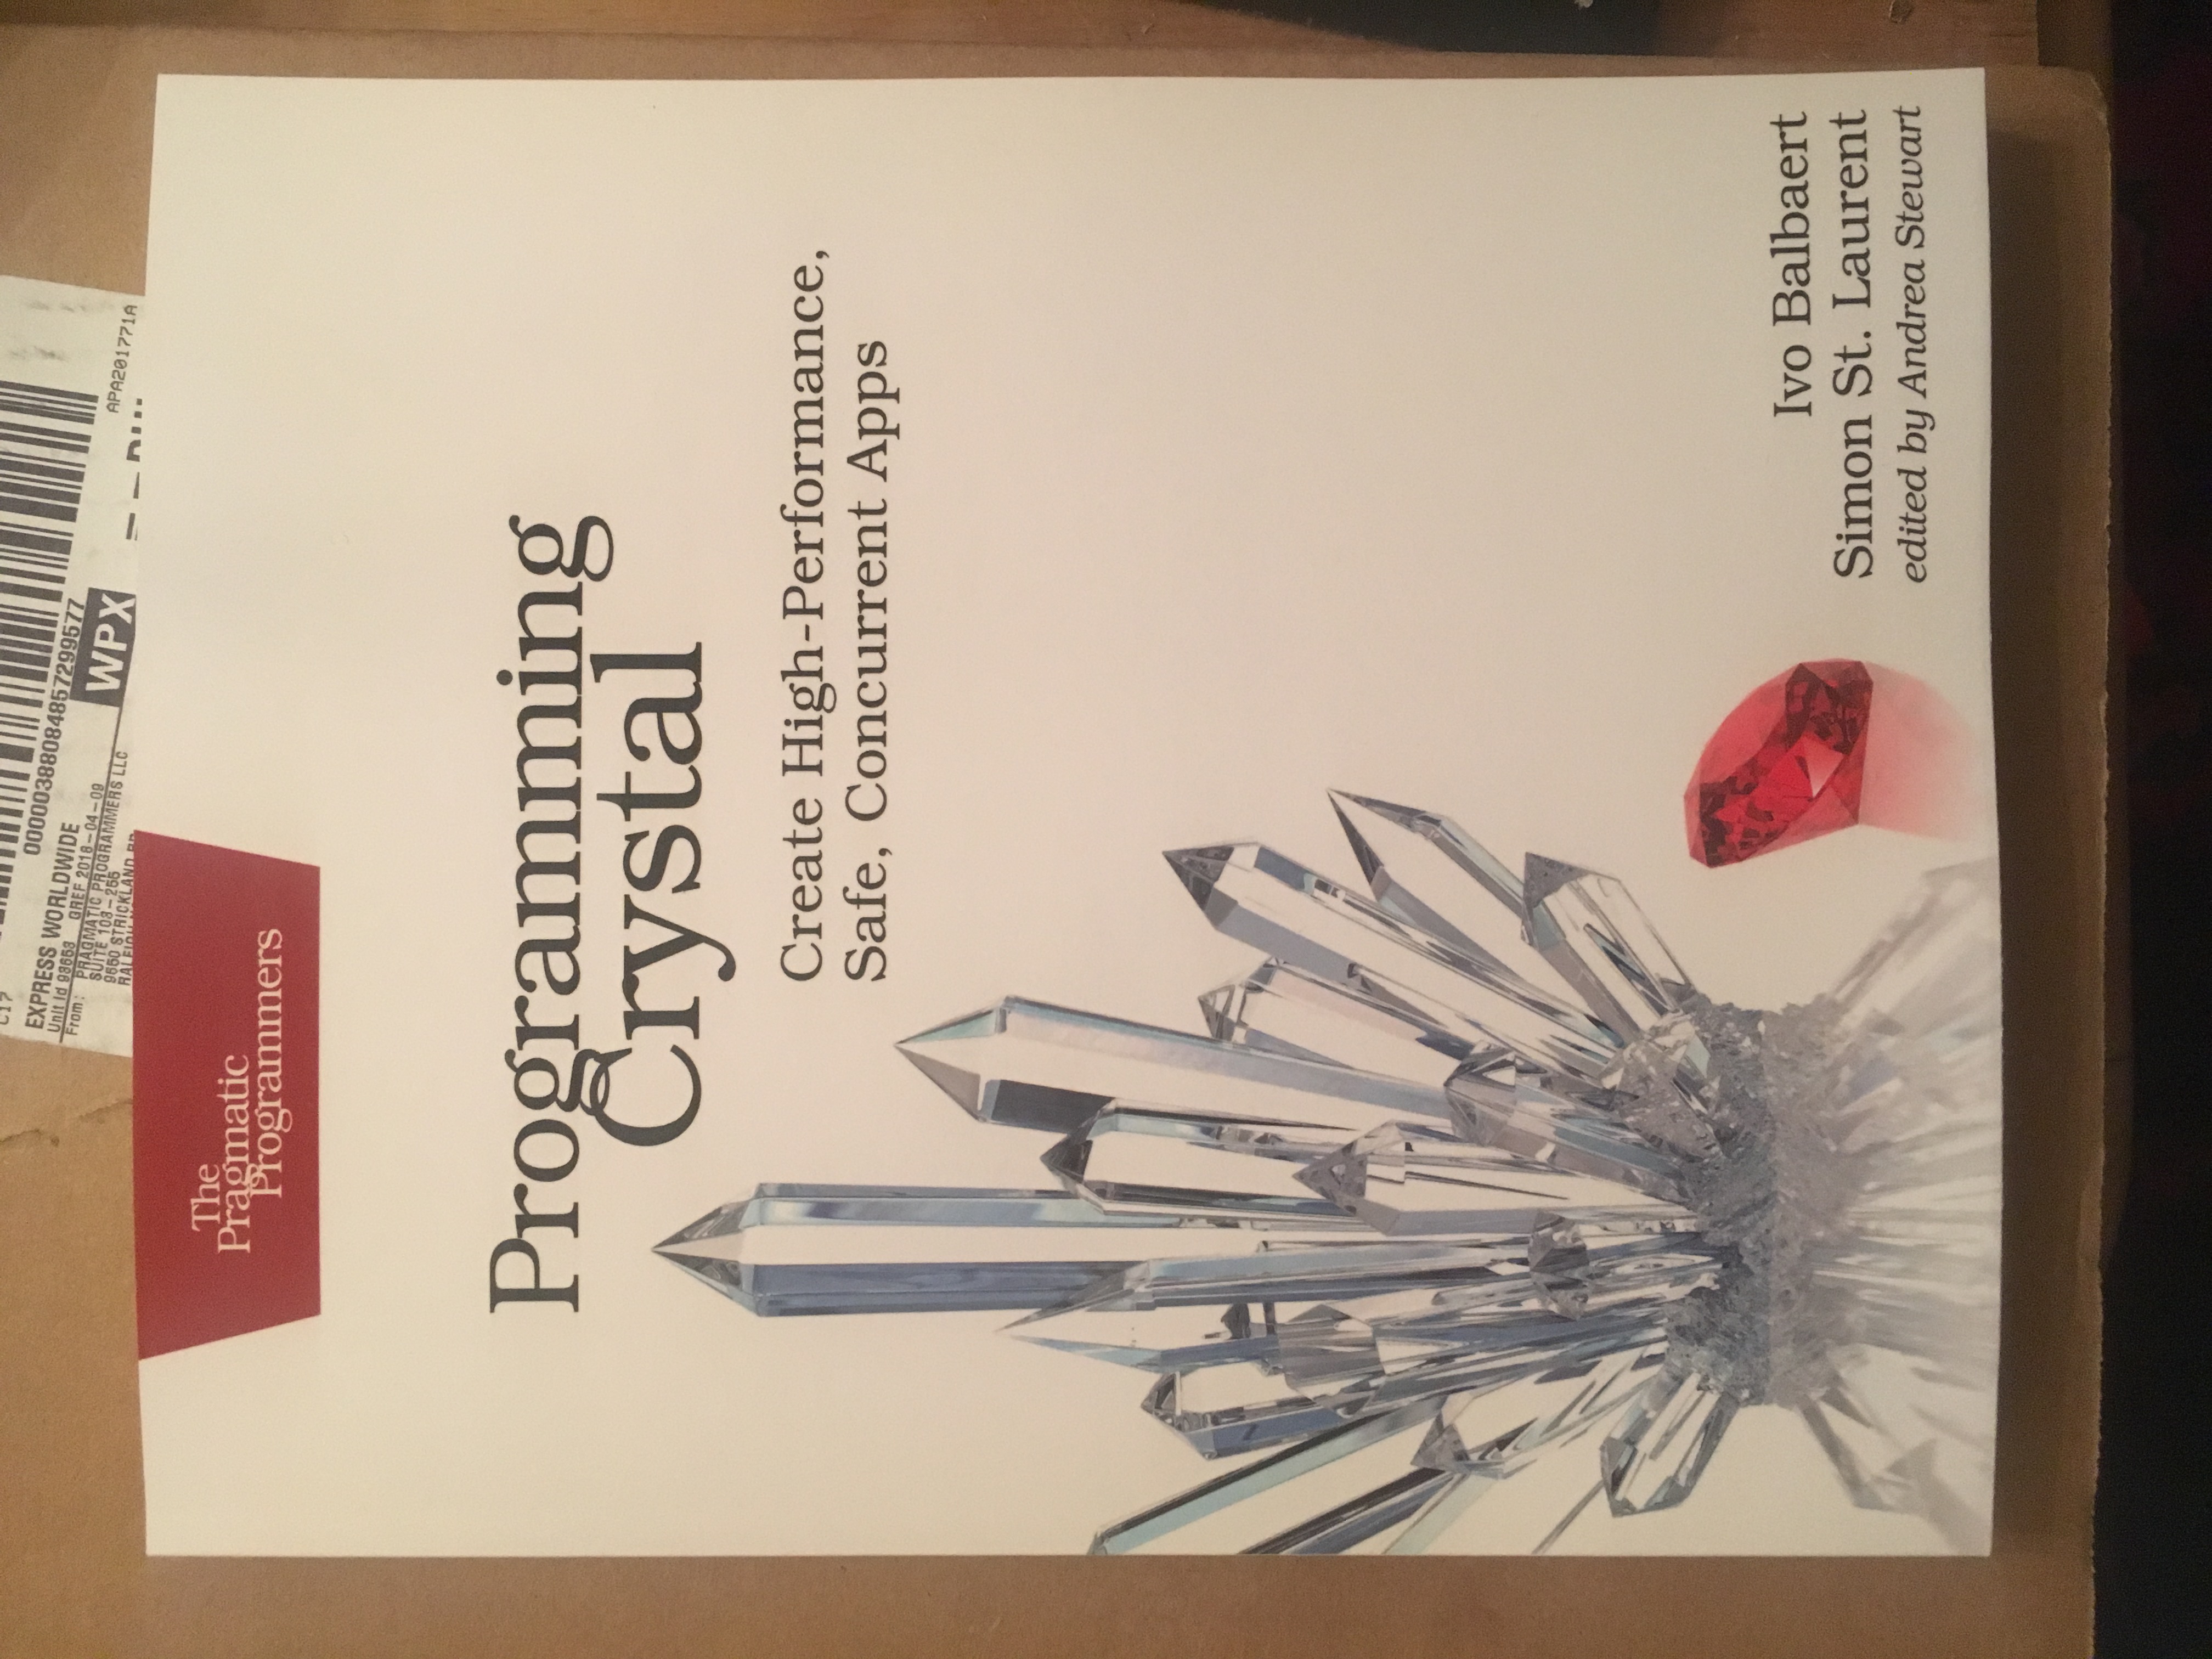 C17
00000388084857299577
EXPRESS WORLDWIDE
Unit Id 93653 GREF 2018-04-09
From: PRAGMATIC PROGRAMMERS LLC
SUITE 103-255
9650 STRICKLAND
RALEIGH
WPX
APA201771A
The
Pragmatic
Programmers
Programming
Crystal
Create High-Performance,
Safe, Concurrent Apps
Ivo Balbaert
Simon St. Laurent
edited by Andrea Stewart